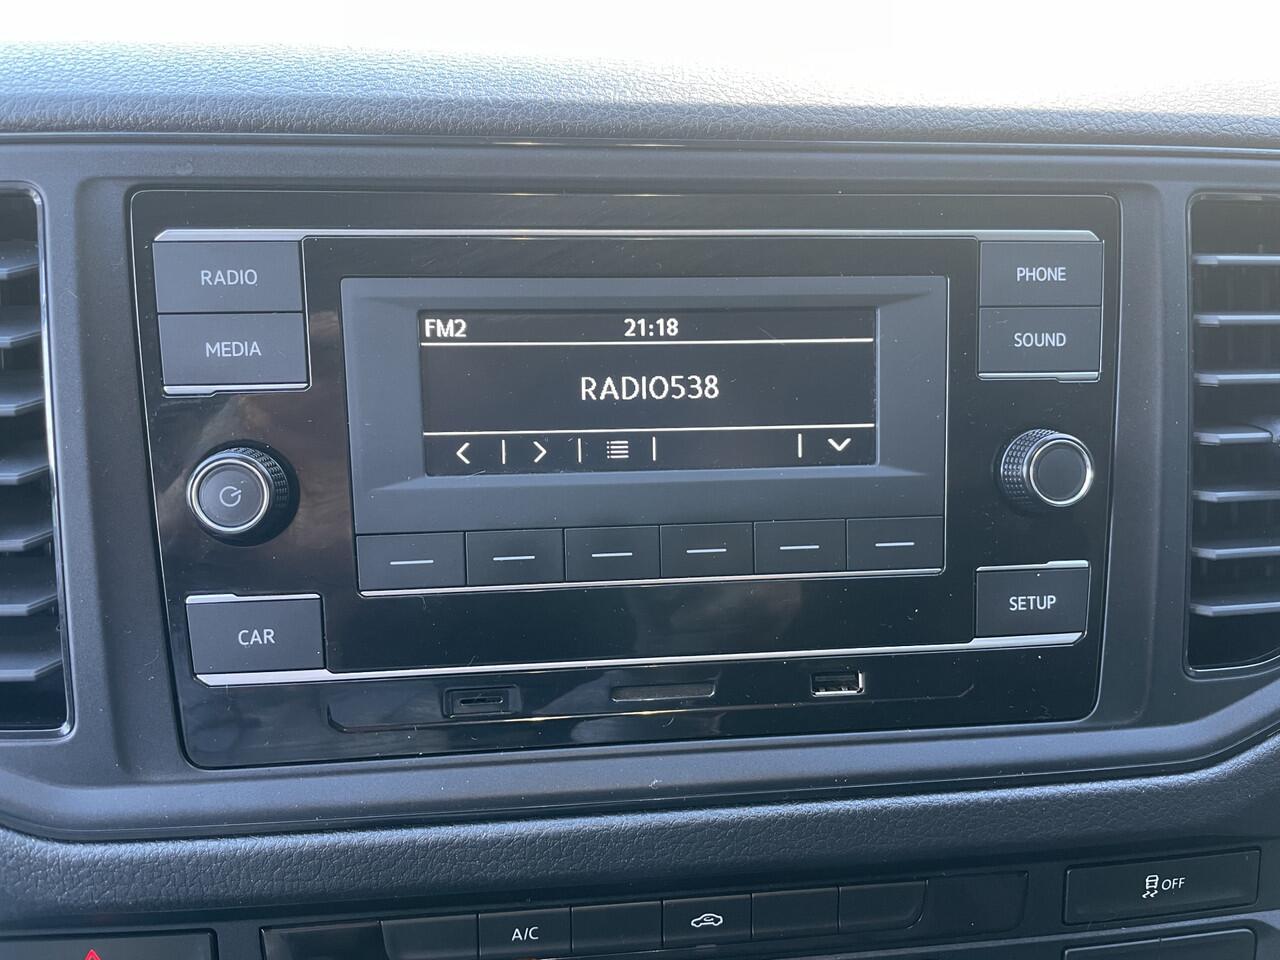 RADIO
MEDIA
FM2 21:18
RADIO538
PHONE
SOUND
CAR
SETUP
A/C
OFF